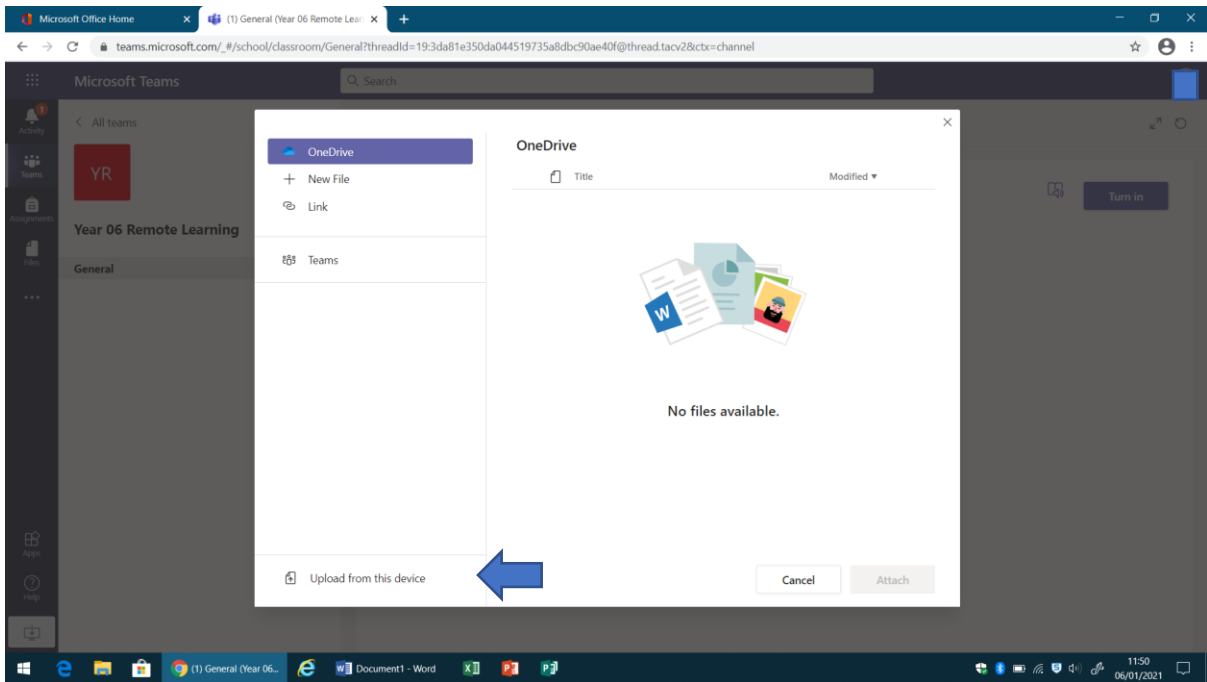 Microsoft Office Home
(1) General (Year 06 Remote Lear
teams.microsoft.com/_#/school/classroom/General?threadId=19:3da81e350da044519735a8dbc90ae40f@thread.tacv2&ctx=channel
Microsoft Teams
Search
1
Activity
Teams
Assignments
Files
Apps
Help
All teams
YR
Year 06 Remote Learning
General
OneDrive
New File
Link
Teams
Upload from this device
OneDrive
Title Modified
W
No files available.
Cancel Attach
Turn in
(1) General (Year 06...
Document1 - Word
11:50
06/01/2021